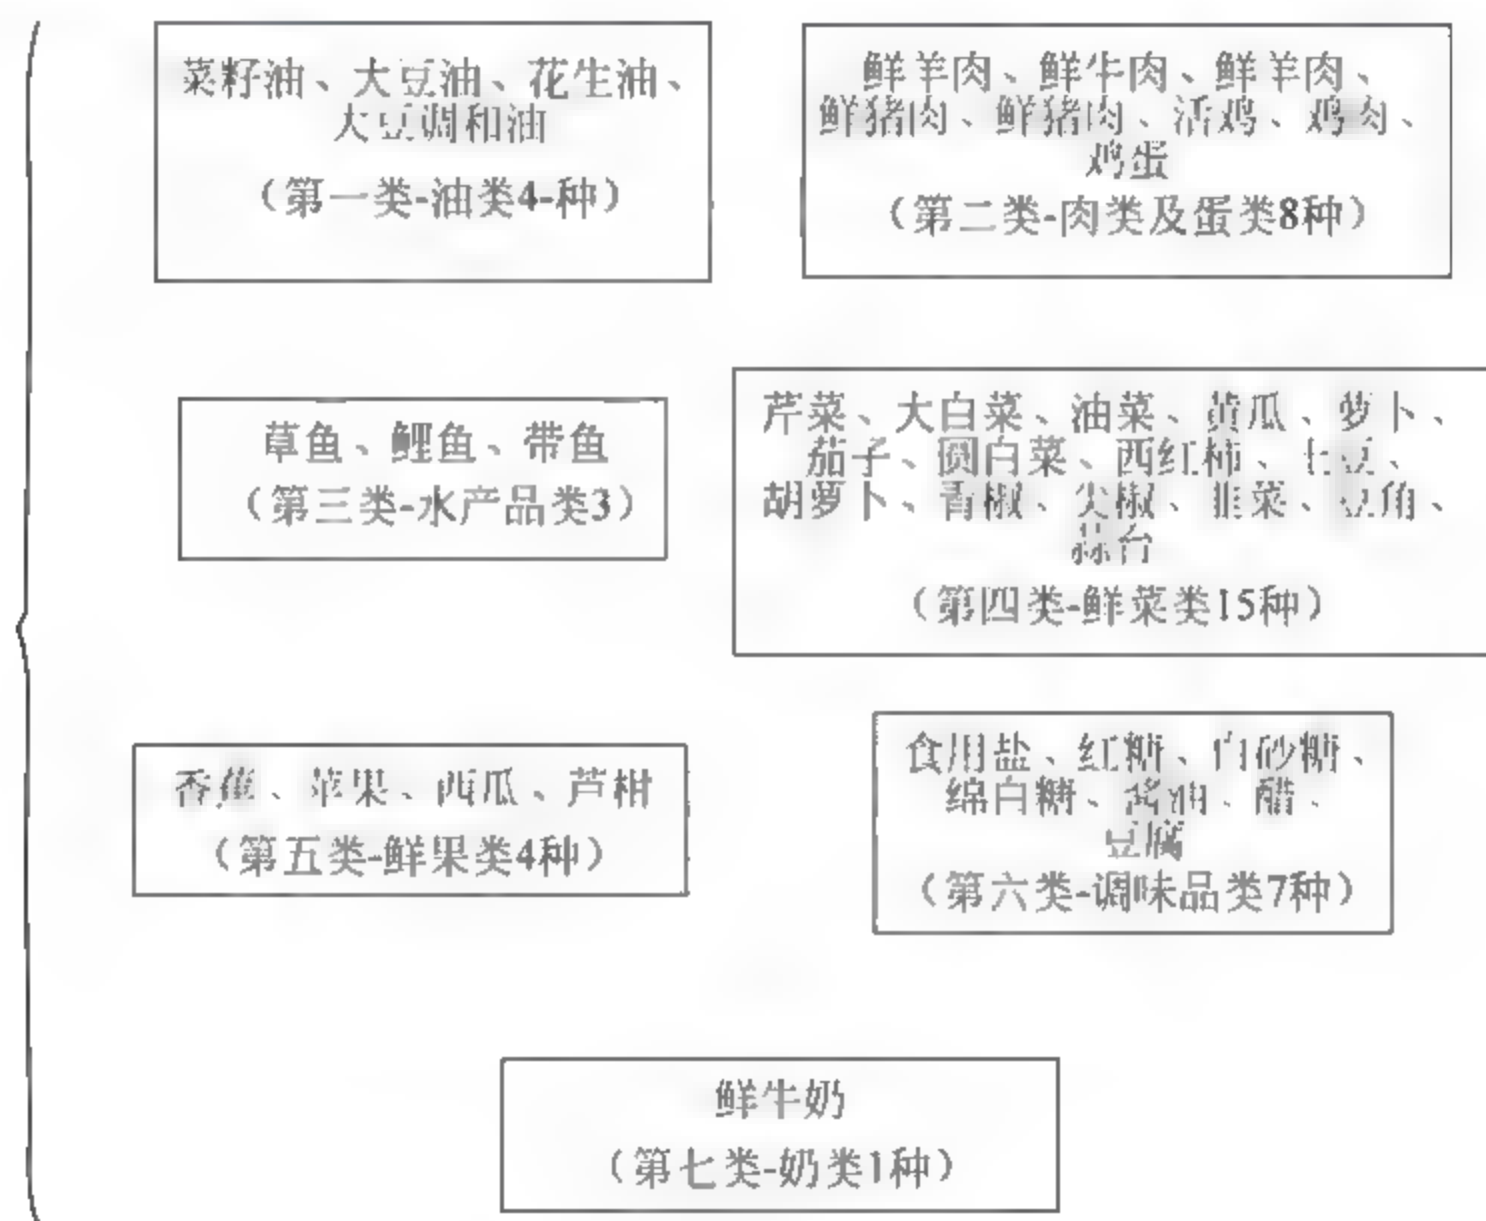 菜籽油、大豆油、花生油、
大豆调和油
（第一类-油类4-种）
鲜羊肉、鲜牛肉、鲜羊肉、
鲜猪肉、鲜猪肉、活鸡、鸡肉、
鸡蛋
（第二类-肉类及蛋类8种）
草鱼、鲤鱼、带鱼
（第三类-水产品类3）
芹菜、大白菜、油菜、黄瓜、萝卜、
茄子、圆白菜、西红柿、土豆、
胡萝卜、青椒、尖椒、韭菜、豆角、
蒜台
（第四类-鲜菜类15种）
香蕉、苹果、西瓜、芦柑
（第五类-鲜果类4种）
食用盐、红糖、白砂糖、
绵白糖、酱油、醋、
豆腐
（第六类-调味品类7种）
鲜牛奶
（第七类-奶类1种）